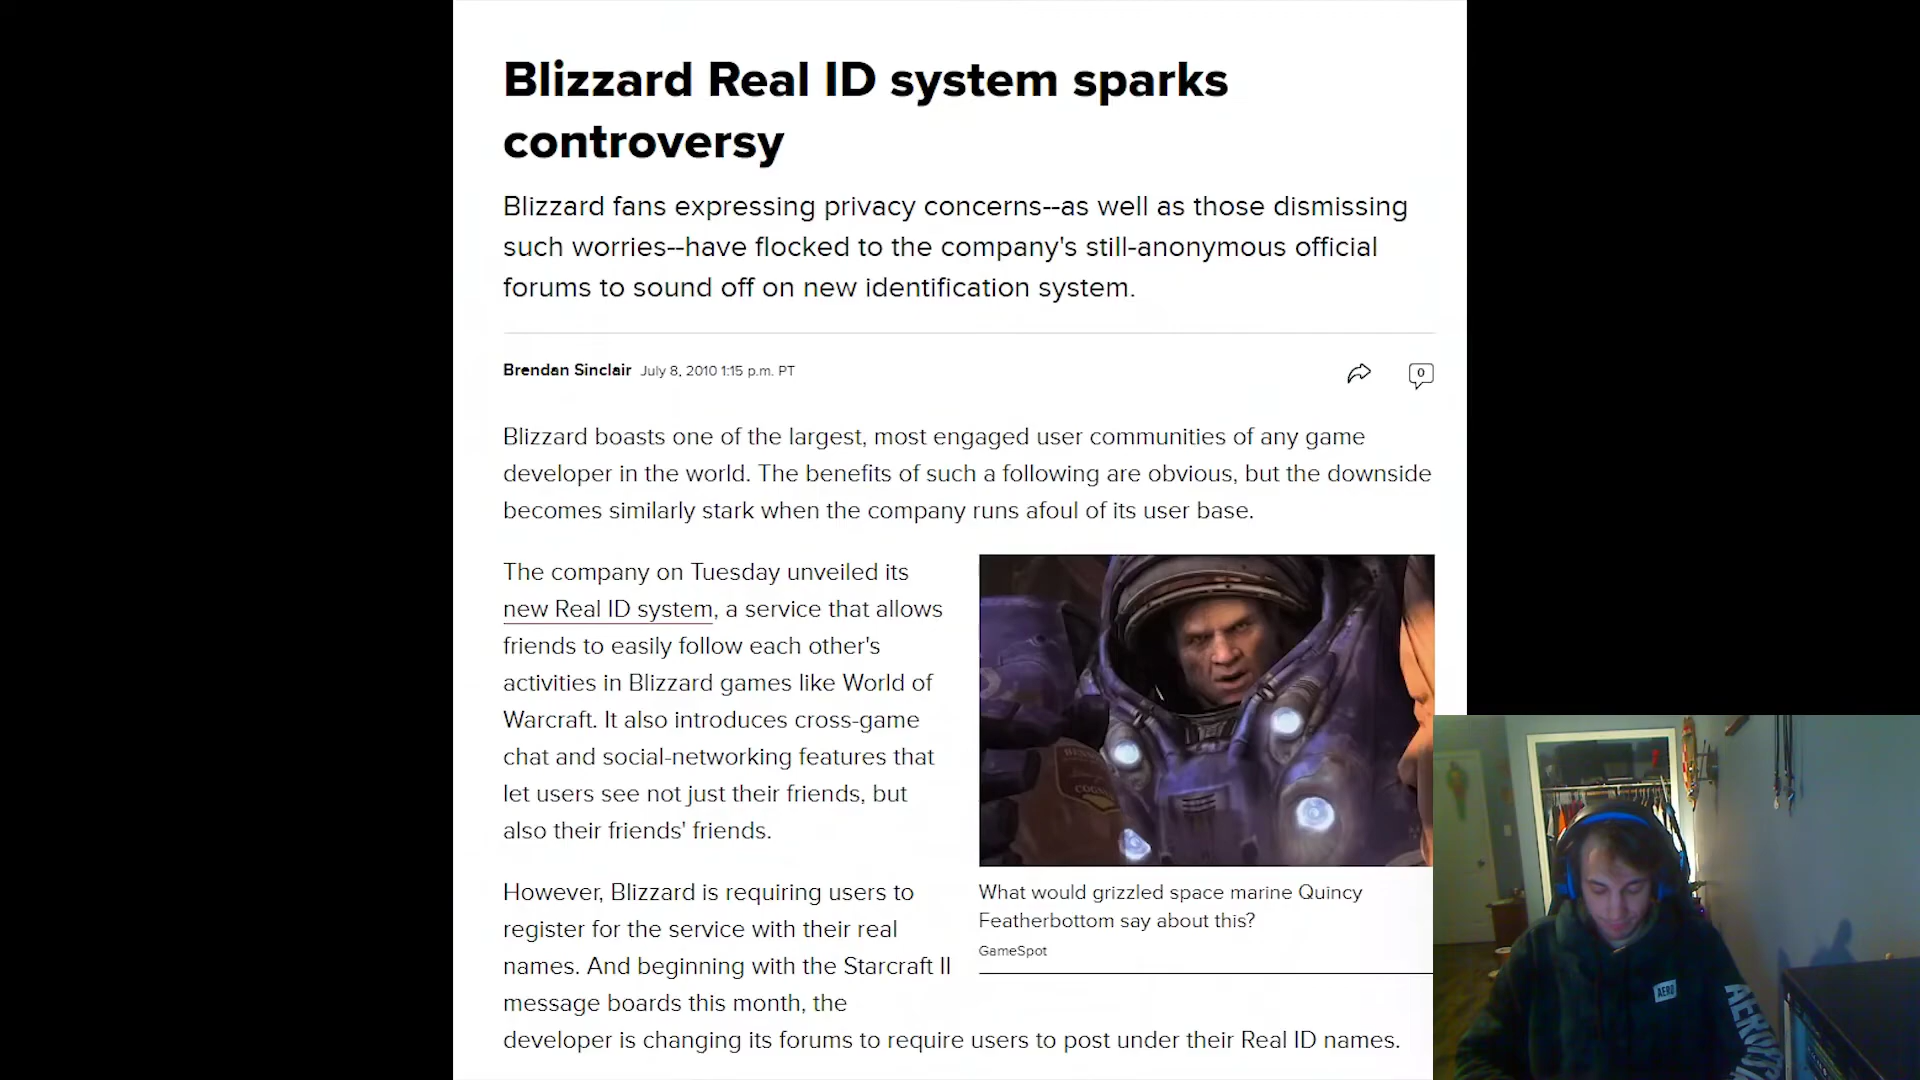 Blizzard Real ID system sparks
controversy
Blizzard fans expressing privacy concerns--as well as those dismissing
such worries--have flocked to the company's still-anonymous official
forums to sound off on new identification system.
Brendan Sinclair July 8, 2010 1:15 p.m. PT
0
Blizzard boasts one of the largest, most engaged user communities of any game
developer in the world. The benefits of such a following are obvious, but the downside
becomes similarly stark when the company runs afoul of its user base.
The company on Tuesday unveiled its
new Real ID system, a service that allows
friends to easily follow each other's
activities in Blizzard games like World of
Warcraft. It also introduces cross-game
chat and social-networking features that
let users see not just their friends, but
also their friends' friends.
What would grizzled space marine Quincy
Featherbottom say about this?
GameSpot
However, Blizzard is requiring users to
register for the service with their real
names. And beginning with the Starcraft II
message boards this month, the
developer is changing its forums to require users to post under their Real ID names.
AERO